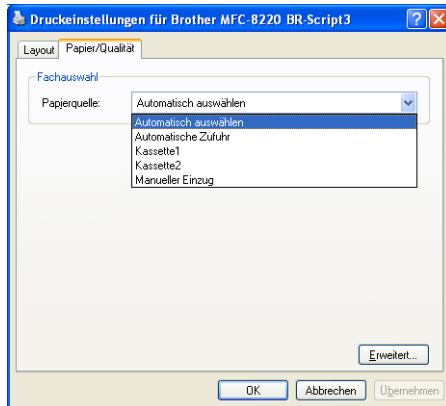 Druckeinstellungen für Brother MFC-8220 BR-Script3
Layout Papier/Qualität
Fachauswahl
Papierquelle: Automatisch auswählen
Automatisch auswählen
Automatische Zufuhr
Kassette1
Kassette2
Manueller Einzug
Erweitert...
OK Abbrechen Übernehmen